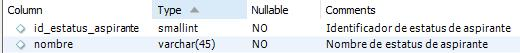 Column Type Nullable Comments
id_estatus_aspirante smallint NO Identificador de estatus de aspirante
nombre varchar(45) NO Nombre de estatus de aspirante